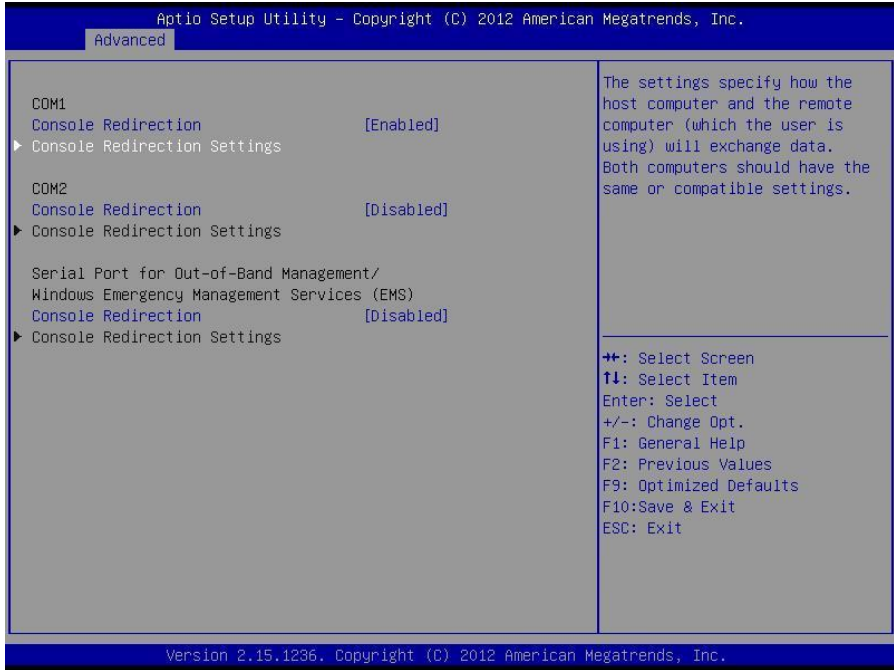 Aptio Setup Utility – Copyright (C) 2012 American Megatrends, Inc.
Advanced
COM1
Console Redirection [Enabled]
► Console Redirection Settings
COM2
Console Redirection [Disabled]
► Console Redirection Settings
Serial Port for Out-of-Band Management/
Windows Emergency Management Services (EMS)
Console Redirection [Disabled]
► Console Redirection Settings
The settings specify how the
host computer and the remote
computer (which the user is
using) will exchange data.
Both computers should have the
same or compatible settings.
→←: Select Screen
↑↓: Select Item
Enter: Select
+/-: Change Opt.
F1: General Help
F2: Previous Values
F9: Optimized Defaults
F10:Save & Exit
ESC: Exit
Version 2.15.1236. Copyright (C) 2012 American Megatrends, Inc.